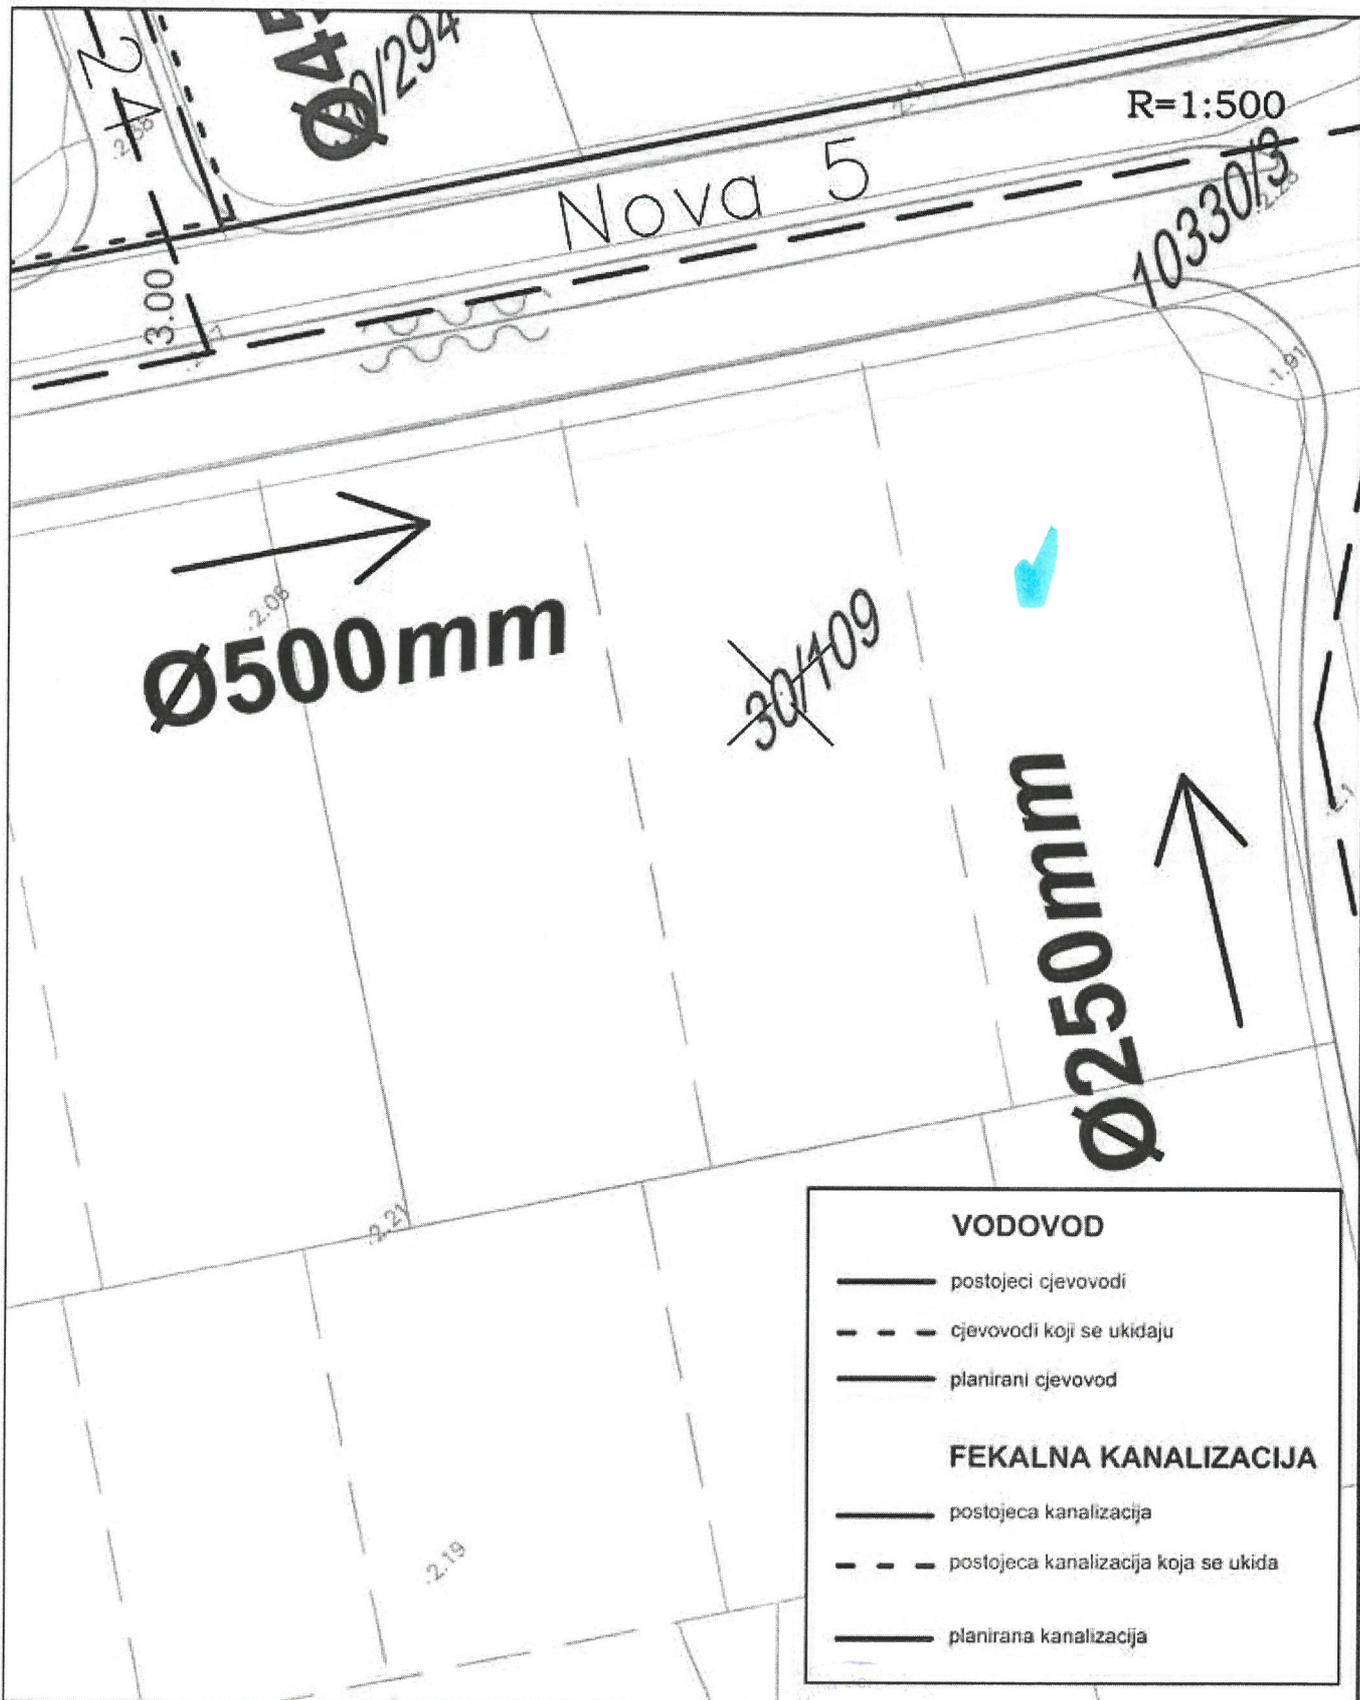 R=1:500
Nova 5
10330/3
3.00
Ø500mm
30/109
Ø250mm
.2.08
.2.21
.2.19
.1.91
VODOVOD
postojeci cjevovodi
cjevovodi koji se ukidaju
planirani cjevovod
FEKALNA KANALIZACIJA
postojeca kanalizacija
postojeca kanalizacija koja se ukida
planirana kanalizacija